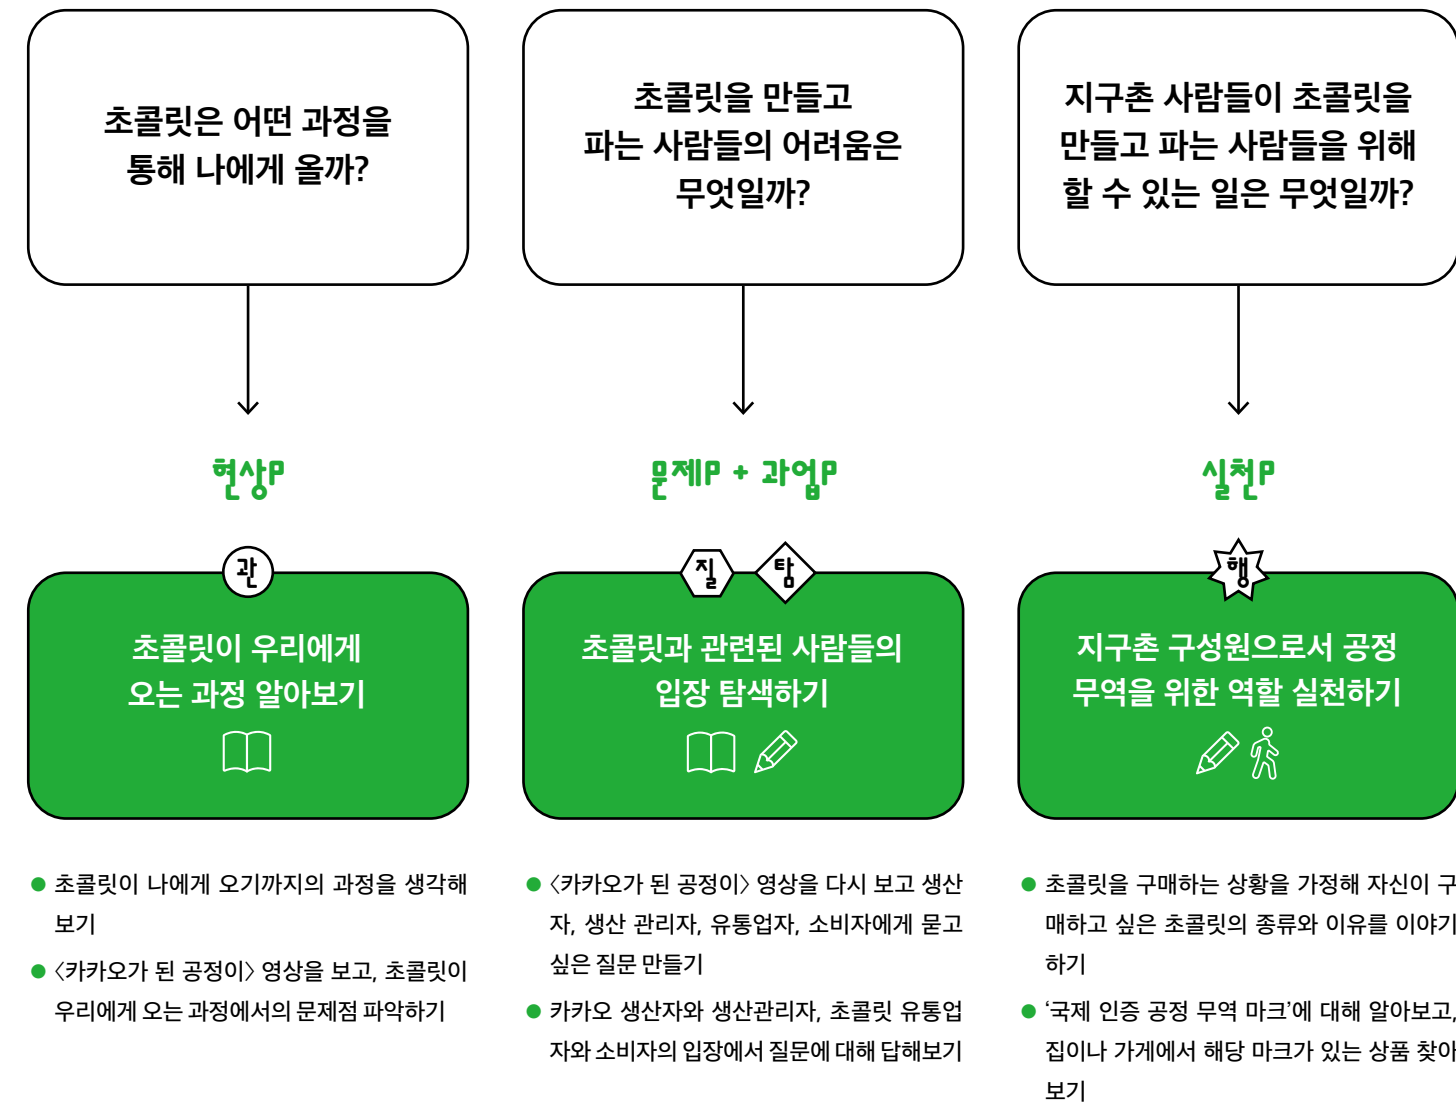 초콜릿은 어떤 과정을
통해 나에게 올까?
초콜릿을 만들고
파는 사람들의 어려움은
무엇일까?
지구촌 사람들이 초콜릿을
만들고 파는 사람들을 위해
할 수 있는 일은 무엇일까?
현상P
문제P + 과업P
실천P
관
초콜릿이 우리에게
오는 과정 알아보기
질 탐
초콜릿과 관련된 사람들의
입장 탐색하기
행
지구촌 구성원으로서 공정
무역을 위한 역할 실천하기
● 초콜릿이 나에게 오기까지의 과정을 생각해
보기
● 〈카카오가 된 공정이〉 영상을 보고, 초콜릿이
우리에게 오는 과정에서의 문제점 파악하기
● 〈카카오가 된 공정이〉 영상을 다시 보고 생산
자, 생산 관리자, 유통업자, 소비자에게 묻고
싶은 질문 만들기
● 카카오 생산자와 생산관리자, 초콜릿 유통업
자와 소비자의 입장에서 질문에 대해 답해보기
● 초콜릿을 구매하는 상황을 가정해 자신이 구
매하고 싶은 초콜릿의 종류와 이유를 이야기
하기
● ‘국제 인증 공정 무역 마크’에 대해 알아보고,
집이나 가게에서 해당 마크가 있는 상품 찾아
보기